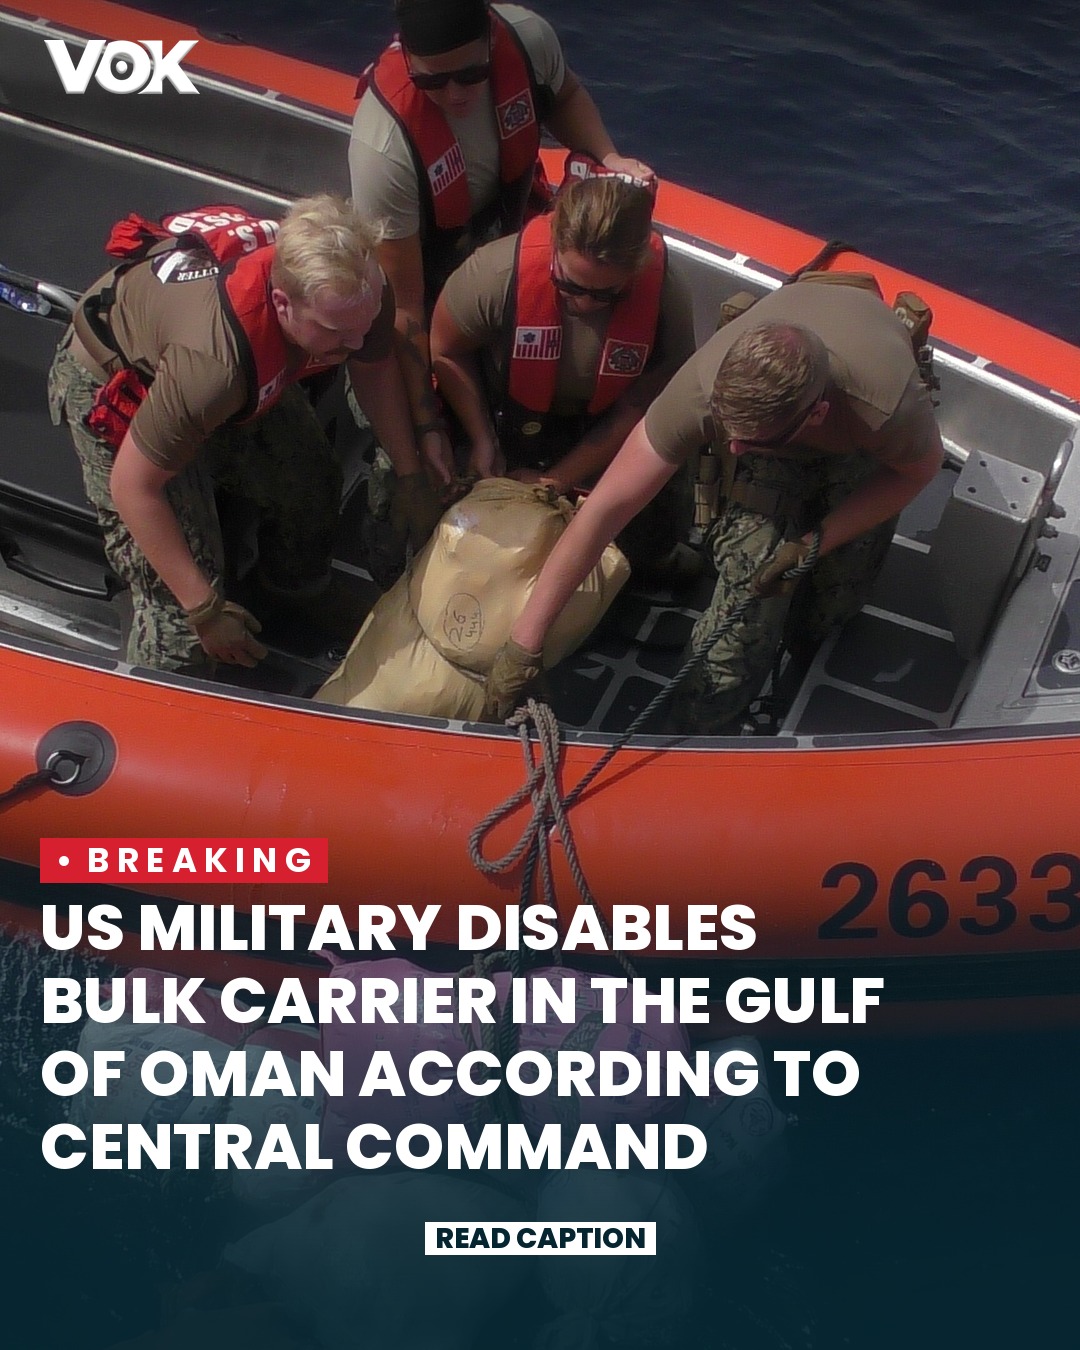 VOK
• BREAKING
US MILITARY DISABLES
BULK CARRIER IN THE GULF
OF OMAN ACCORDING TO
CENTRAL COMMAND
READ CAPTION
2633
26